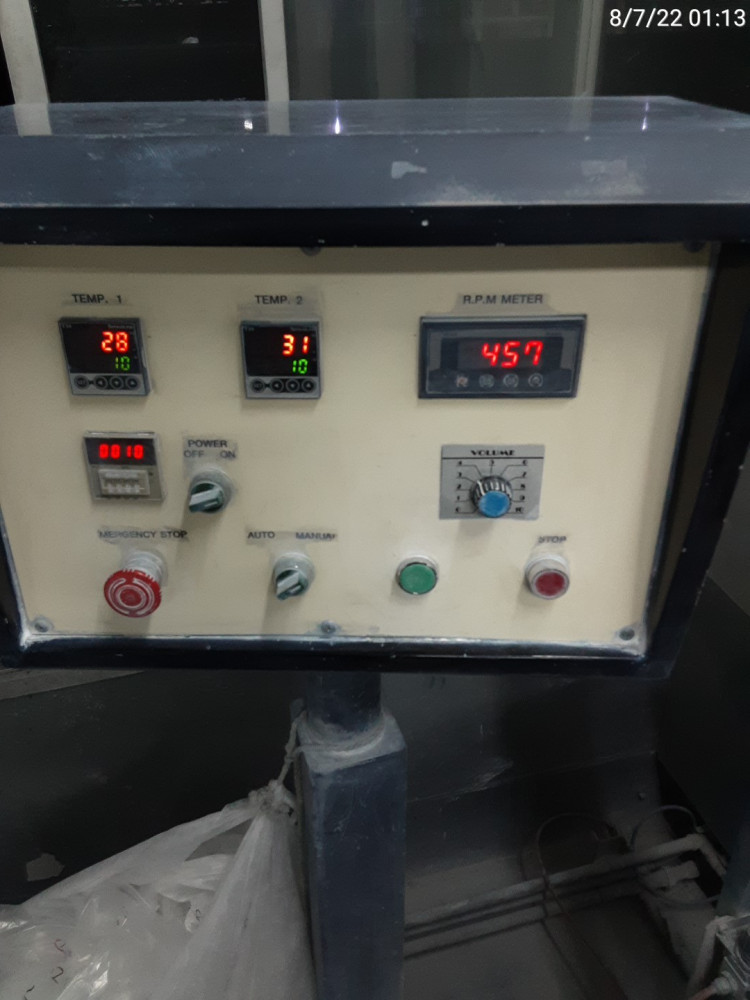 8/7/22 01:13
TEMP. 1
TEMP. 2
R.P.M METER
28
10
31
10
457
0010
POWER
OFF ON
VOLUME
MERGENCY STOP
AUTO MANUAL
STOP